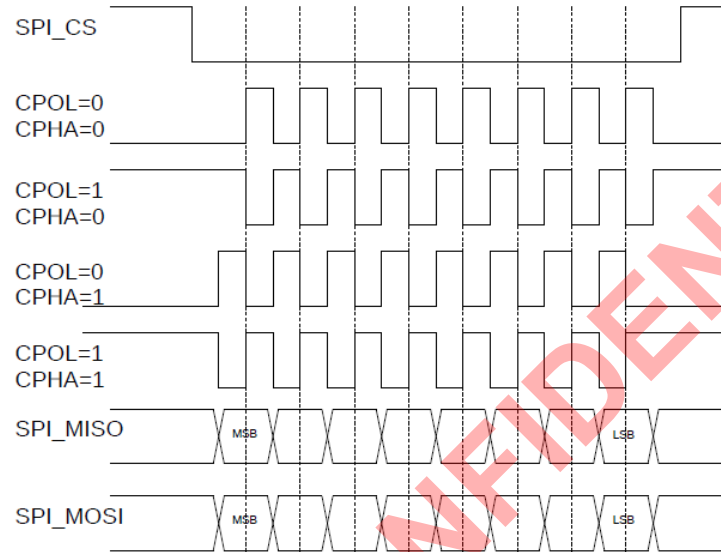 SPI_CS
CPOL=0
CPHA=0
CPOL=1
CPHA=0
CPOL=0
CPHA=1
CPOL=1
CPHA=1
SPI_MISO
MSB
LSB
SPI_MOSI
MSB
LSB
NFIDENT